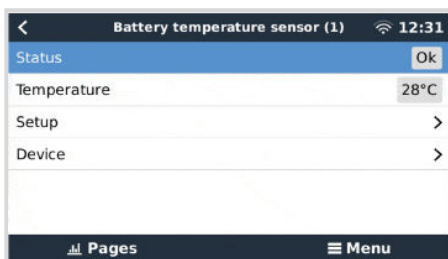 Battery temperature sensor (1) 12:31
Status Ok
Temperature 28°C
Setup
Device
Pages Menu